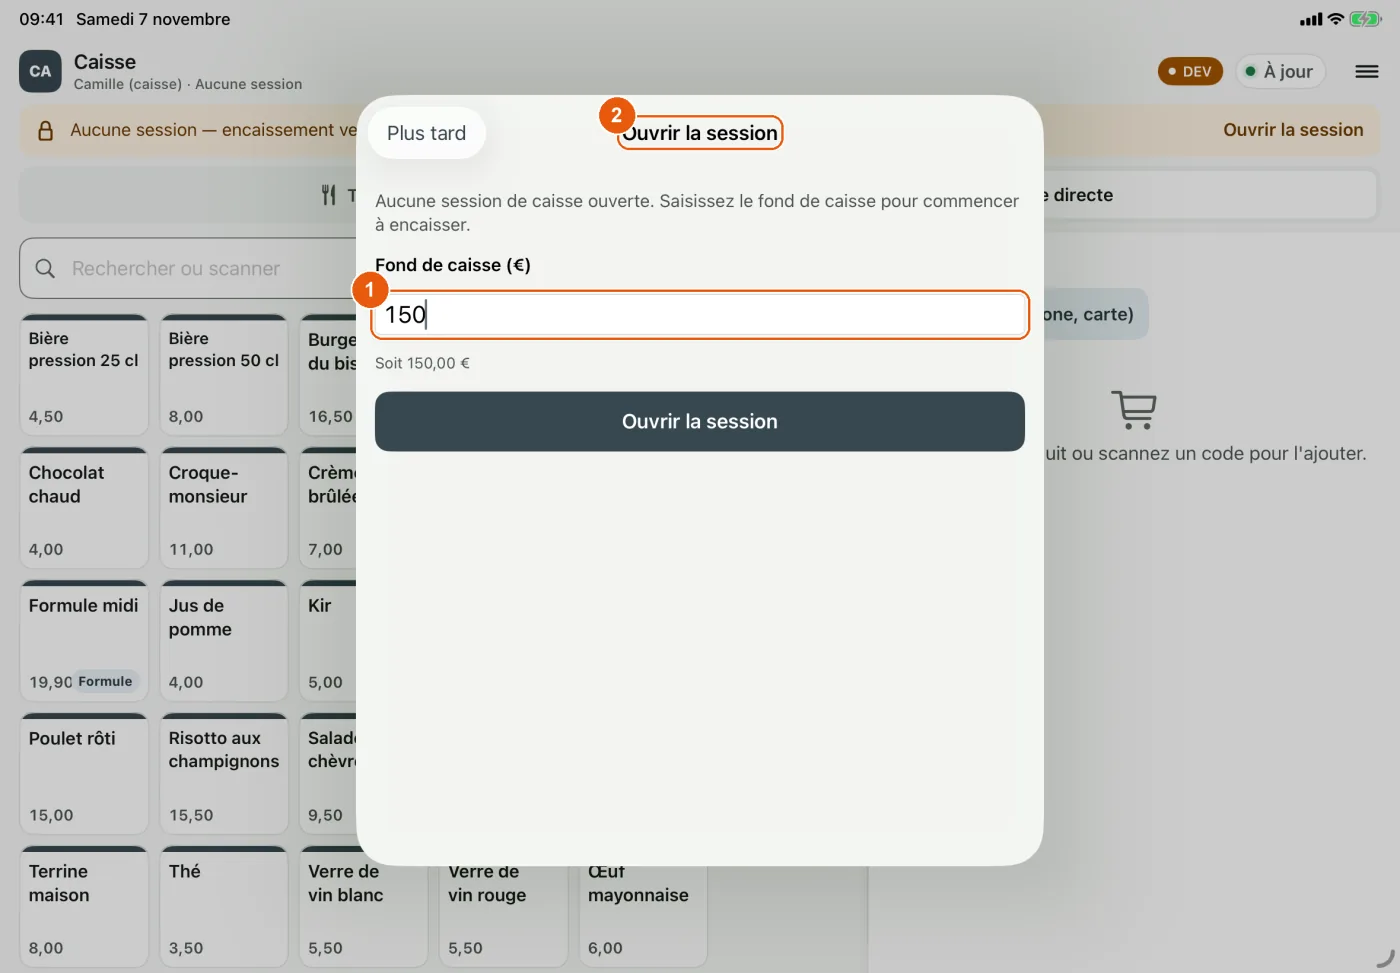 09:41 Samedi 7 novembre
CA
Caisse
Camille (caisse) · Aucune session
DEV
À jour
Aucune session — encaissement ve
Ouvrir la session
T
e directe
Rechercher ou scanner
one, carte)
uit ou scannez un code pour l'ajouter.
Plus tard
2
Ouvrir la session
Aucune session de caisse ouverte. Saisissez le fond de caisse pour commencer
à encaisser.
Fond de caisse (€)
1
150
Soit 150,00 €
Ouvrir la session
Bière
pression 25 cl
4,50
Bière
pression 50 cl
8,00
Burge
du bis
16,50
Chocolat
chaud
4,00
Croque-
monsieur
11,00
Crèm
brûlée
7,00
Formule midi
19,90 Formule
Jus de
pomme
4,00
Kir
5,00
Poulet rôti
15,00
Risotto aux
champignons
15,50
Salad
chèvr
9,50
Terrine
maison
8,00
Thé
3,50
Verre de
vin blanc
5,50
Verre de
vin rouge
5,50
Œuf
mayonnaise
6,00